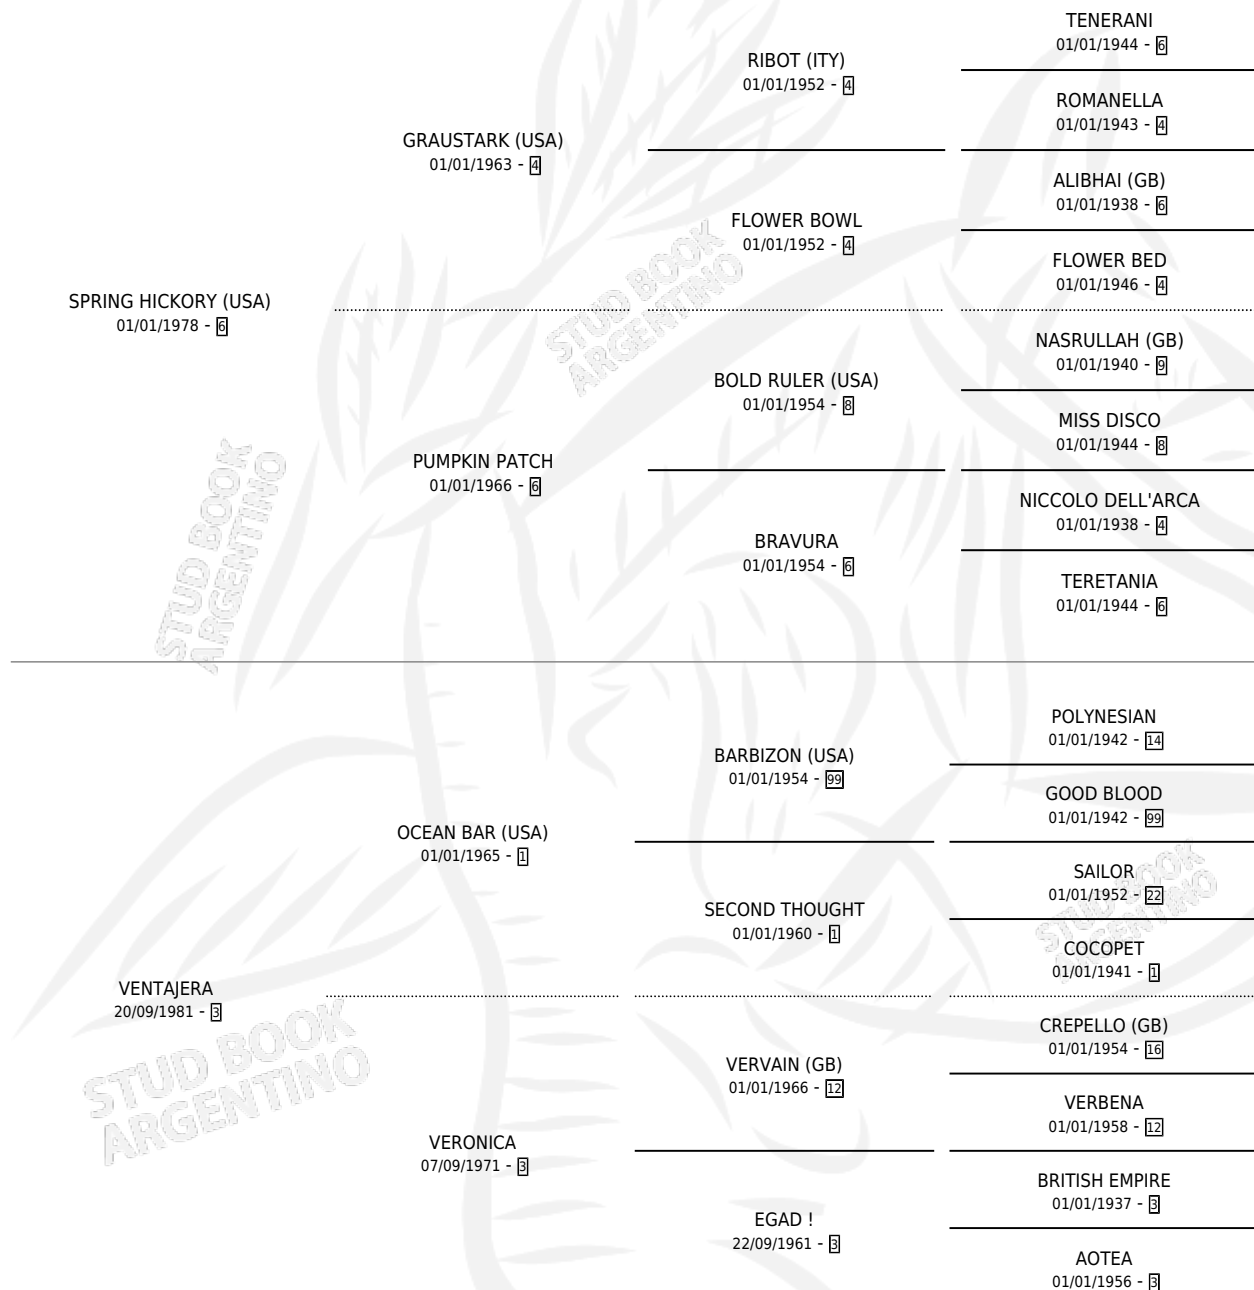 TENERANI
01/01/1944 - 6
RIBOT (ITY)
01/01/1952 - 4
ROMANELLA
01/01/1943 - 4
GRAUSTARK (USA)
01/01/1963 - 4
ALIBHAI (GB)
01/01/1938 - 6
FLOWER BOWL
01/01/1952 - 4
FLOWER BED
01/01/1946 - 4
SPRING HICKORY (USA)
01/01/1978 - 6
NASRULLAH (GB)
01/01/1940 - 9
BOLD RULER (USA)
01/01/1954 - 8
MISS DISCO
01/01/1944 - 8
PUMPKIN PATCH
01/01/1966 - 6
NICCOLO DELL'ARCA
01/01/1938 - 4
BRAVURA
01/01/1954 - 6
TERETANIA
01/01/1944 - 6
POLYNESIAN
01/01/1942 - 14
BARBIZON (USA)
01/01/1954 - 99
GOOD BLOOD
01/01/1942 - 99
OCEAN BAR (USA)
01/01/1965 - 1
SAILOR
01/01/1952 - 22
SECOND THOUGHT
01/01/1960 - 1
COCOPET
01/01/1941 - 1
VENTAJERA
20/09/1981 - 3
CREPELLO (GB)
01/01/1954 - 16
VERVAIN (GB)
01/01/1966 - 12
VERBENA
01/01/1958 - 12
VERONICA
07/09/1971 - 3
BRITISH EMPIRE
01/01/1937 - 3
EGAD !
22/09/1961 - 3
AOTEA
01/01/1956 - 3
STUD BOOK
ARGENTINO
STUD BOOK
ARGENTINO
STUD BOOK
ARGENTINO
STUD BOOK
ARGENTINO